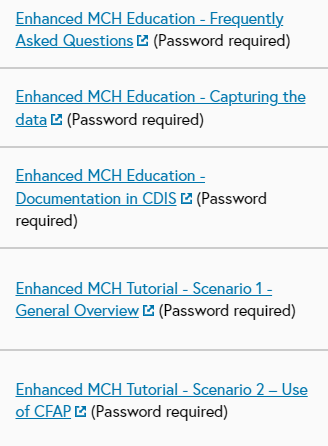 Enhanced MCH Education - Frequently
Asked Questions (Password required)
Enhanced MCH Education - Capturing the
data (Password required)
Enhanced MCH Education -
Documentation in CDIS (Password
required)
Enhanced MCH Tutorial - Scenario 1 -
General Overview (Password required)
Enhanced MCH Tutorial - Scenario 2 – Use
of CFAP (Password required)